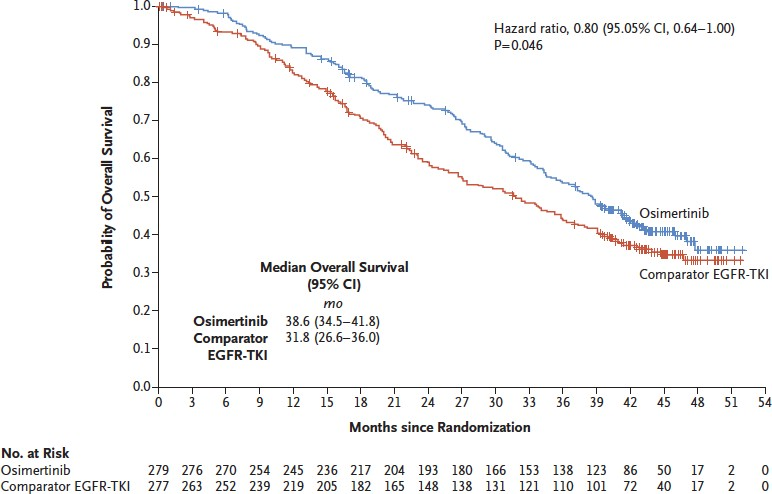 1.0
0.9
0.8
0.7
0.6
0.5
0.4
0.3
0.2
0.1
0.0
Probability of Overall Survival
Hazard ratio, 0.80 (95.05% CI, 0.64–1.00)
P=0.046
Osimertinib
Comparator EGFR-TKI
Median Overall Survival
(95% CI)
mo
Osimertinib 38.6 (34.5–41.8)
Comparator 31.8 (26.6–36.0)
EGFR-TKI
0 3 6 9 12 15 18 21 24 27 30 33 36 39 42 45 48 51 54
Months since Randomization
No. at Risk
Osimertinib 279 276 270 254 245 236 217 204 193 180 166 153 138 123 86 50 17 2 0
Comparator EGFR-TKI 277 263 252 239 219 205 182 165 148 138 131 121 110 101 72 40 17 2 0